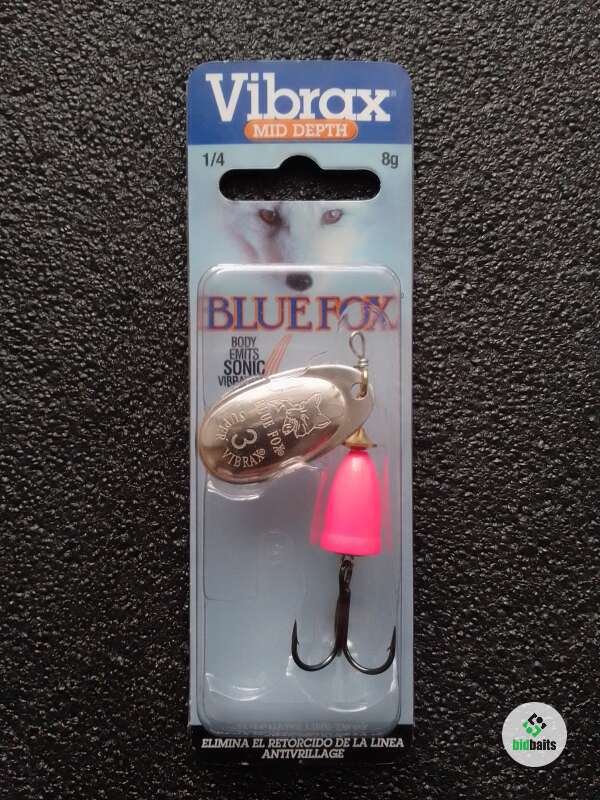 Vibrax®
MID DEPTH
1/4 8g
BLUE FOX
BODY
EMITS
SONIC
BLUE FOX®
3
SUPER VIBRAX®
ELIMINA EL RETORCIDO DE LA LINEA
ANTIVRILLAGE
bidbaits